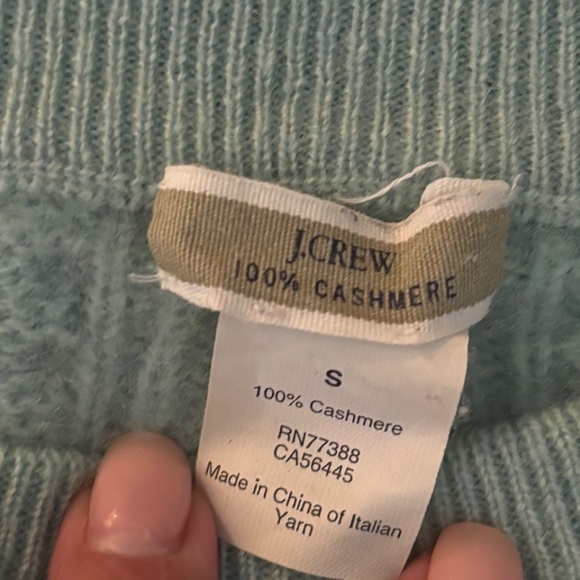 J.CREW
100% CASHMERE
S
100% Cashmere
RN77388
CA56445
Made in China of Italian
Yarn